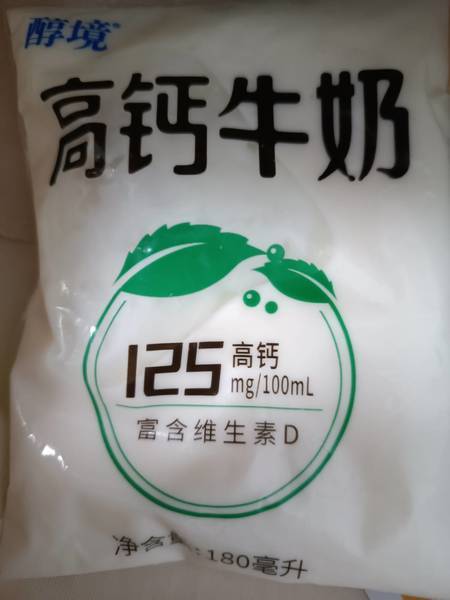 醇境®
高钙牛奶
125 高钙
mg/100mL
富含维生素D
净含量:180毫升